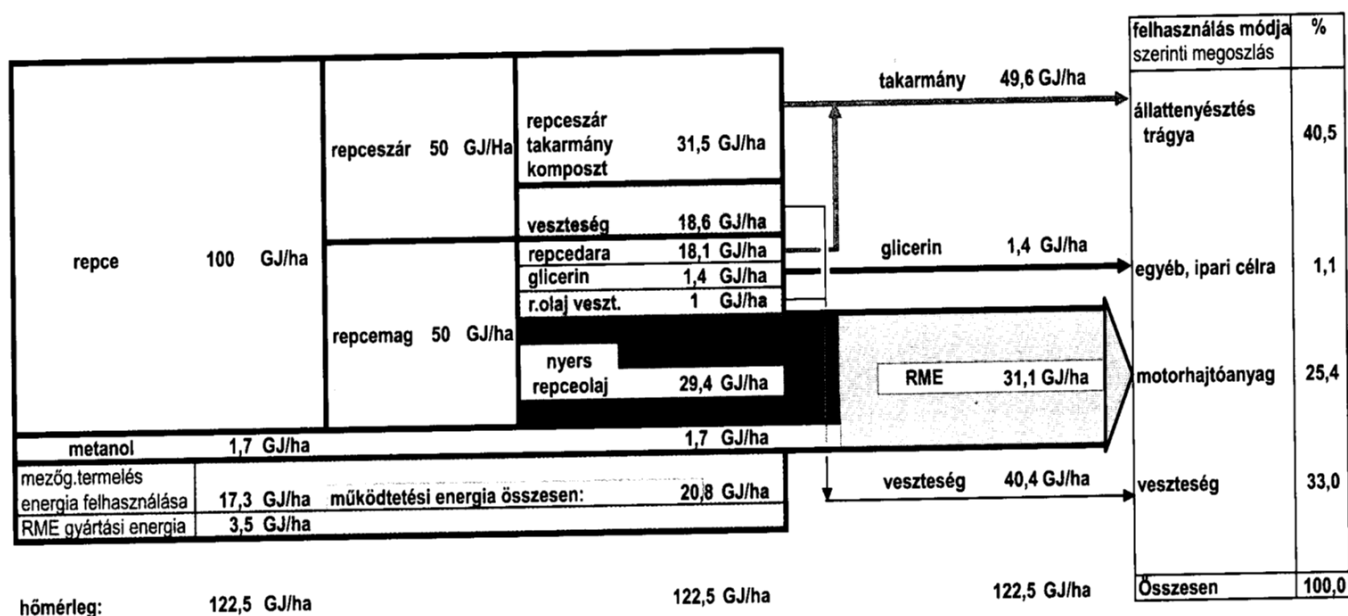 felhasználás módja %
szerinti megoszlás
takarmány 49,6 GJ/ha
állattenyésztés
trágya 40,5
repceszár 50 GJ/Ha
repceszár
takarmány 31,5 GJ/ha
komposzt
veszteség 18,6 GJ/ha
repce 100 GJ/ha
repcedara 18,1 GJ/ha
glicerin 1,4 GJ/ha
egyéb, ipari célra 1,1
glicerin 1,4 GJ/ha
r.olaj veszt. 1 GJ/ha
repcemag 50 GJ/ha
nyers
repceolaj 29,4 GJ/ha
RME 31,1 GJ/ha
motorhajtóanyag 25,4
metanol 1,7 GJ/ha 1,7 GJ/ha
mezőg.termelés
energia felhasználása 17,3 GJ/ha működtetési energia összesen: 20,8 GJ/ha
RME gyártási energia 3,5 GJ/ha
veszteség 40,4 GJ/ha
veszteség 33,0
Összesen 100,0
hőmérleg: 122,5 GJ/ha 122,5 GJ/ha 122,5 GJ/ha